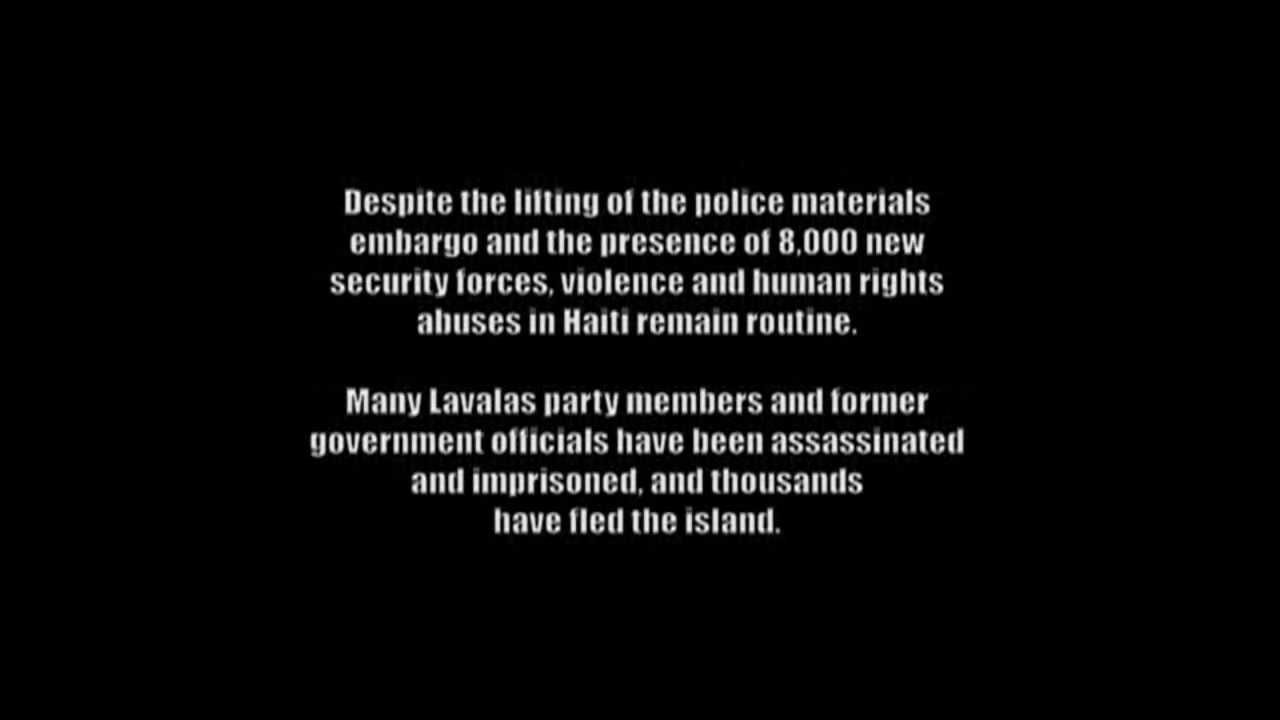 Despite the lifting of the police materials
embargo and the presence of 8,000 new
security forces, violence and human rights
abuses in Haiti remain routine.
Many Lavalas party members and former
government officials have been assassinated
and imprisoned, and thousands
have fled the island.